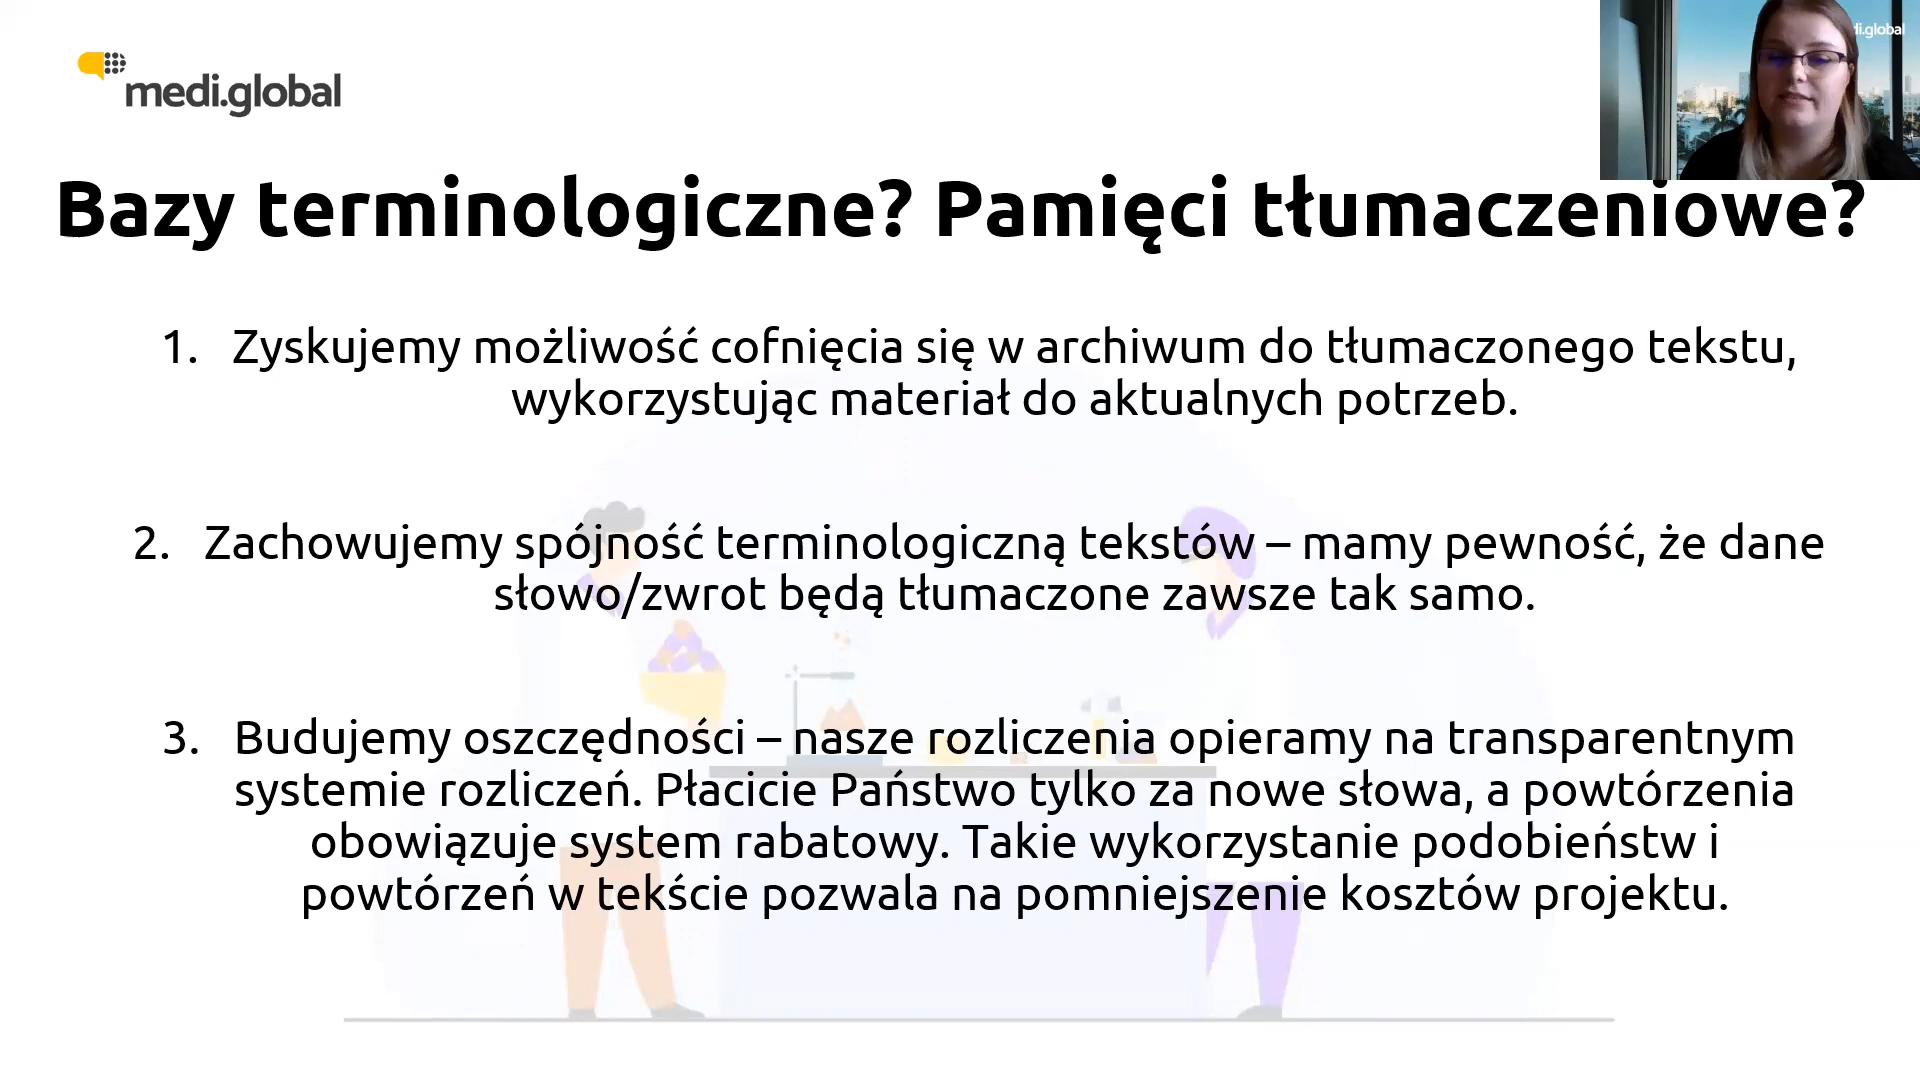 medi.global
di.global
Bazy terminologiczne? Pamięci tłumaczeniowe?
1. Zyskujemy możliwość cofnięcia się w archiwum do tłumaczonego tekstu,
wykorzystując materiał do aktualnych potrzeb.
2. Zachowujemy spójność terminologiczną tekstów – mamy pewność, że dane
słowo/zwrot będą tłumaczone zawsze tak samo.
3. Budujemy oszczędności – nasze rozliczenia opieramy na transparentnym
systemie rozliczeń. Płacicie Państwo tylko za nowe słowa, a powtórzenia
obowiązuje system rabatowy. Takie wykorzystanie podobieństw i
powtórzeń w tekście pozwala na pomniejszenie kosztów projektu.